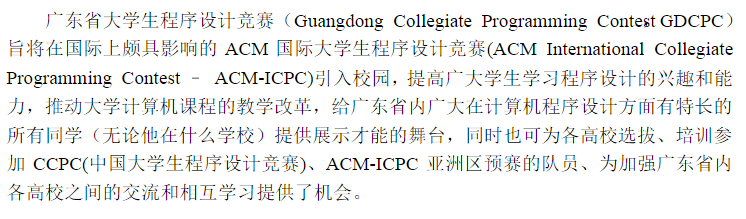 广东省大学生程序设计竞赛（Guangdong Collegiate Programming Contest GDCPC）
旨将在国际上颇具影响的 ACM 国际大学生程序设计竞赛(ACM International Collegiate
Programming Contest – ACM-ICPC)引入校园，提高广大学生学习程序设计的兴趣和能
力，推动大学计算机课程的教学改革，给广东省内广大在计算机程序设计方面有特长的
所有同学（无论他在什么学校）提供展示才能的舞台，同时也可为各高校选拔、培训参
加 CCPC(中国大学生程序设计竞赛)、ACM-ICPC 亚洲区预赛的队员、为加强广东省内
各高校之间的交流和相互学习提供了机会。